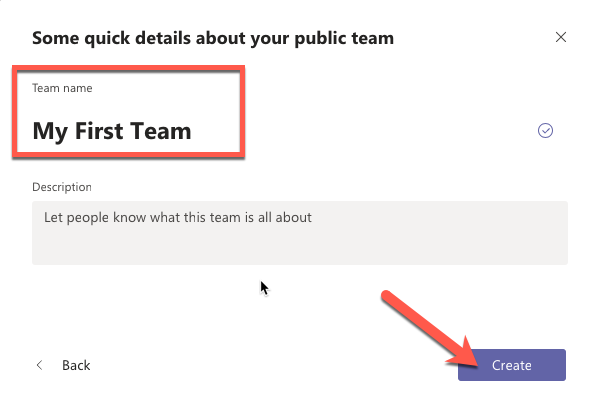 Some quick details about your public team
Team name
My First Team
Description
Let people know what this team is all about
Back
Create